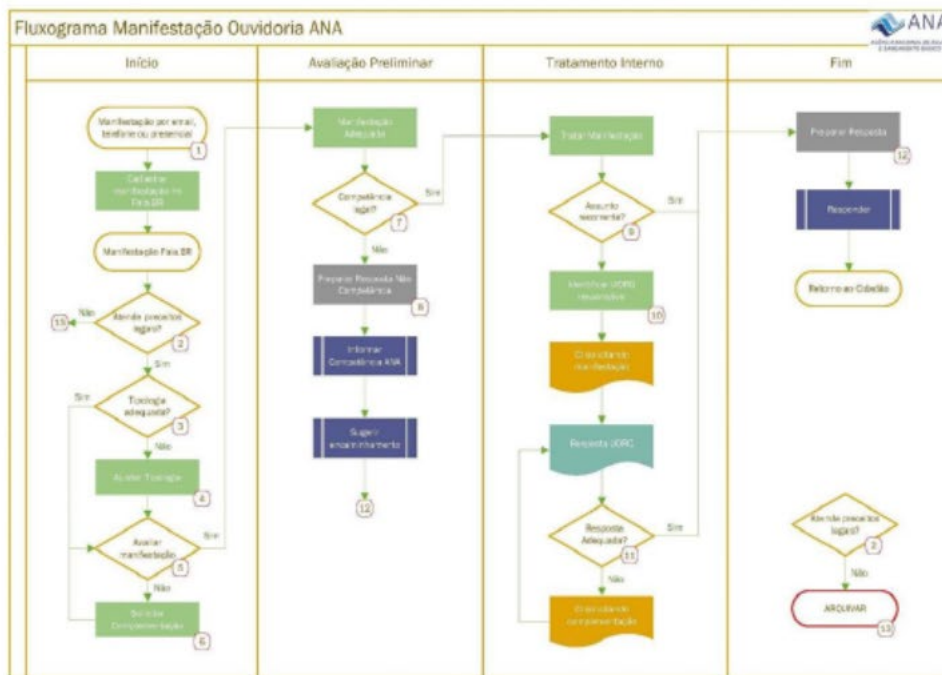 Fluxograma Manifestação Ouvidoria ANA
ANA
Início
Avaliação Preliminar
Tratamento Interno
Fim
Manifestação por email,
telefone ou presencial
1
Cadastrar
manifestação no
Fala.BR
Manifestação Fala.BR
Atende preceitos
legais?
2
Não
13
Sim
Tipologia
adequada?
3
Sim
Não
Ajustar Tipologia
4
Avaliar
manifestação
5
Sim
Não
Solicitar
Complementação
6
Manifestação
Adequada
Competência
legal?
7
Sim
Não
Preparar Resposta Não
Competência
8
Informar
Competência ANA
Sugerir
encaminhamento
12
Tratar Manifestação
Assunto
recorrente?
9
Sim
Identificar UORG
responsável
10
manifestação
Resposta UORG
Resposta
Adequada?
11
Sim
Não
complementação
Preparar Resposta
12
Responder
Retorno ao Cidadão
Atende preceitos
legais?
2
Não
ARQUIVAR
13